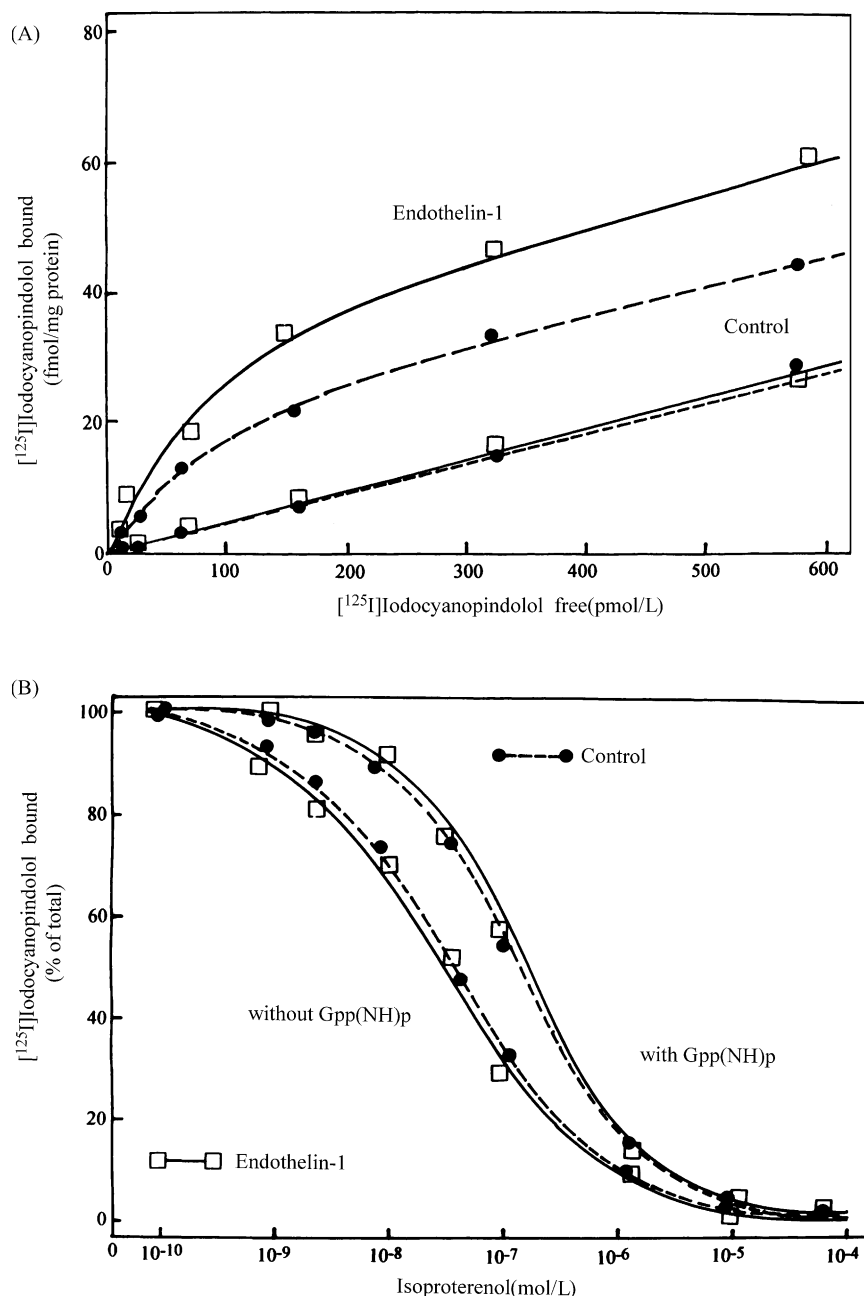 (A)
80
60
40
20
0
[¹²⁵I]Iodocyanopindolol bound
(fmol/mg protein)
Endothelin-1
Control
0 100 200 300 400 500 600
[¹²⁵I]Iodocyanopindolol free(pmol/L)
(B)
100
80
60
40
20
0
[¹²⁵I]Iodocyanopindolol bound
(% of total)
Control
without Gpp(NH)p
with Gpp(NH)p
Endothelin-1
0 10-10 10-9 10-8 10-7 10-6 10-5 10-4
Isoproterenol(mol/L)